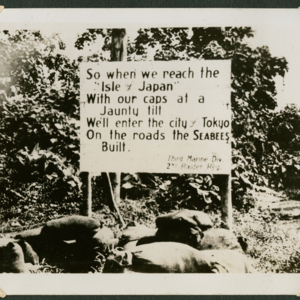 So when we reach the
"Isle of Japan"
With our caps at a
Jaunty tilt
We'll enter the city of Tokyo
On the roads the SEABEES
Built.
Third Marine Div.
2nd Raider Reg.